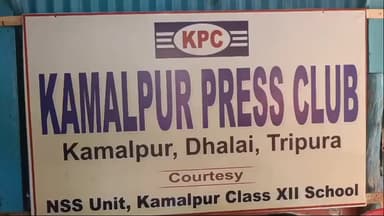 KPC
KAMALPUR PRESS CLUB
Kamalpur, Dhalai, Tripura
Courtesy
NSS Unit, Kamalpur Class XII School